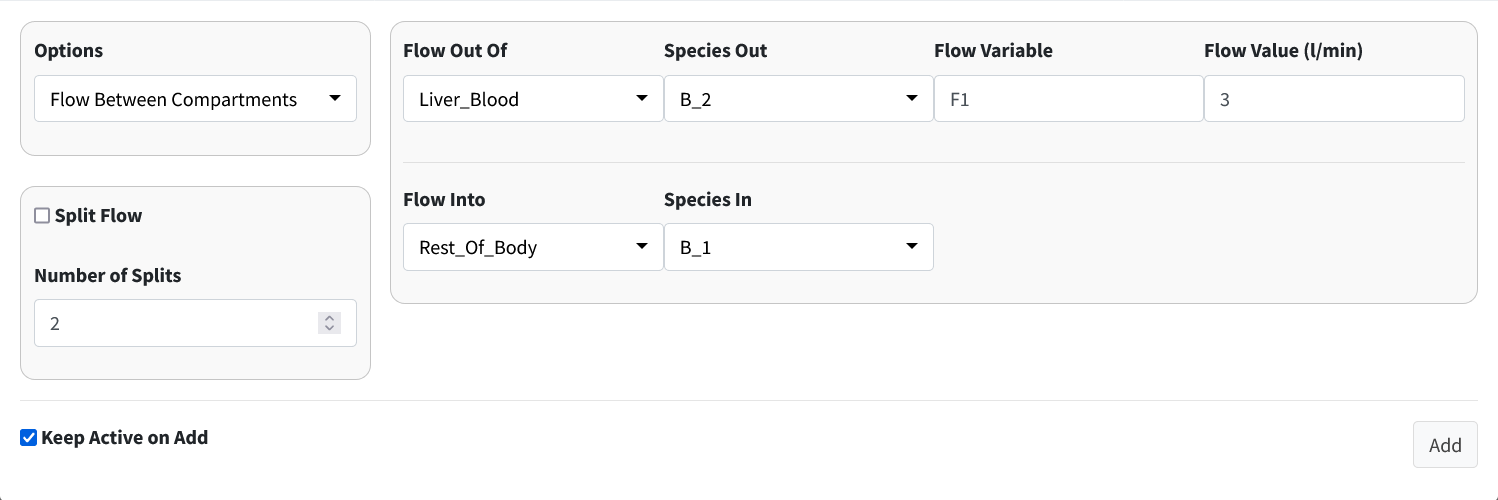 Options
Flow Between Compartments
Split Flow
Number of Splits
2
Flow Out Of Species Out Flow Variable Flow Value (l/min)
Liver_Blood B_2 F1 3
Flow Into Species In
Rest_Of_Body B_1
Keep Active on Add
Add